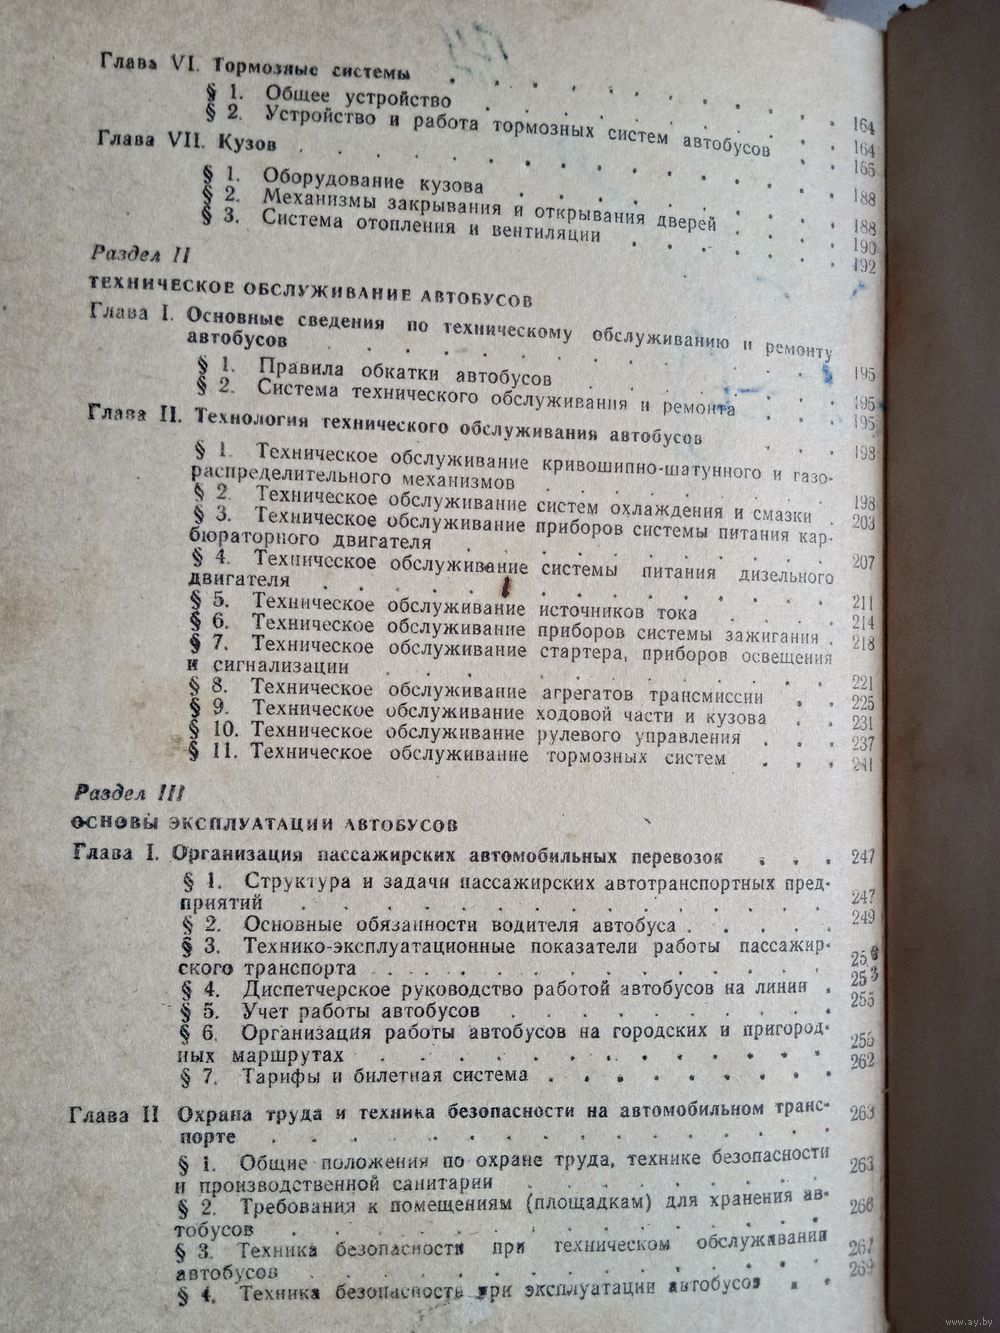 Глава VI. Тормозные системы . . . . . . . . . . 164
§ 1. Общее устройство . . . . . . . . . . 164
§ 2. Устройство и работа тормозных систем автобусов . . 165
Глава VII. Кузов . . . . . . . . . . . . . 188
§ 1. Оборудование кузова . . . . . . . . . 188
§ 2. Механизмы закрывания и открывания дверей . . . . 190
§ 3. Система отопления и вентиляции . . . . . . 192
Раздел II
ТЕХНИЧЕСКОЕ ОБСЛУЖИВАНИЕ АВТОБУСОВ
Глава I. Основные сведения по техническому обслуживанию и ремонту
автобусов . . . . . . . . . . . . . 195
§ 1. Правила обкатки автобусов . . . . . . . 195
§ 2. Система технического обслуживания и ремонта . . . 195
Глава II. Технология технического обслуживания автобусов . . . 198
§ 1. Техническое обслуживание кривошипно-шатунного и газо-
распределительного механизмов . . . . . . . . 198
§ 2. Техническое обслуживание систем охлаждения и смазки . 203
§ 3. Техническое обслуживание приборов системы питания кар-
бюраторного двигателя . . . . . . . . . . 207
§ 4. Техническое обслуживание системы питания дизельного
двигателя . . . . . . . . . . . . . 211
§ 5. Техническое обслуживание источников тока . . . . 214
§ 6. Техническое обслуживание приборов системы зажигания . 218
§ 7. Техническое обслуживание стартера, приборов освещения
и сигнализации . . . . . . . . . . . . 221
§ 8. Техническое обслуживание агрегатов трансмиссии . . 225
§ 9. Техническое обслуживание ходовой части и кузова . . 231
§ 10. Техническое обслуживание рулевого управления . . . 237
§ 11. Техническое обслуживание тормозных систем . . . 241
Раздел III
ОСНОВЫ ЭКСПЛУАТАЦИИ АВТОБУСОВ
Глава I. Организация пассажирских автомобильных перевозок . . . 247
§ 1. Структура и задачи пассажирских автотранспортных пред-
приятий . . . . . . . . . . . . . 247
§ 2. Основные обязанности водителя автобуса . . . . . 249
§ 3. Технико-эксплуатационные показатели работы пассажир-
ского транспорта . . . . . . . . . . . .
§ 4. Диспетчерское руководство работой автобусов на линии . 253
§ 5. Учет работы автобусов . . . . . . . . . 255
§ 6. Организация работы автобусов на городских и пригород-
ных маршрутах . . . . . . . . . . . .
§ 7. Тарифы и билетная система . . . . . . . . 262
Глава II Охрана труда и техника безопасности на автомобильном транс-
порте . . . . . . . . . . . . . . 263
§ 1. Общие положения по охране труда, технике безопасности
и производственной санитарии . . . . . . . . 263
§ 2. Требования к помещениям (площадкам) для хранения ав-
тобусов . . . . . . . . . . . . . 266
§ 3. Техника безопасности при техническом обслуживании
автобусов . . . . . . . . . . . . . 267
§ 4. Техника безопасность при эксплуатации автобусов . . 269
www.ay.by